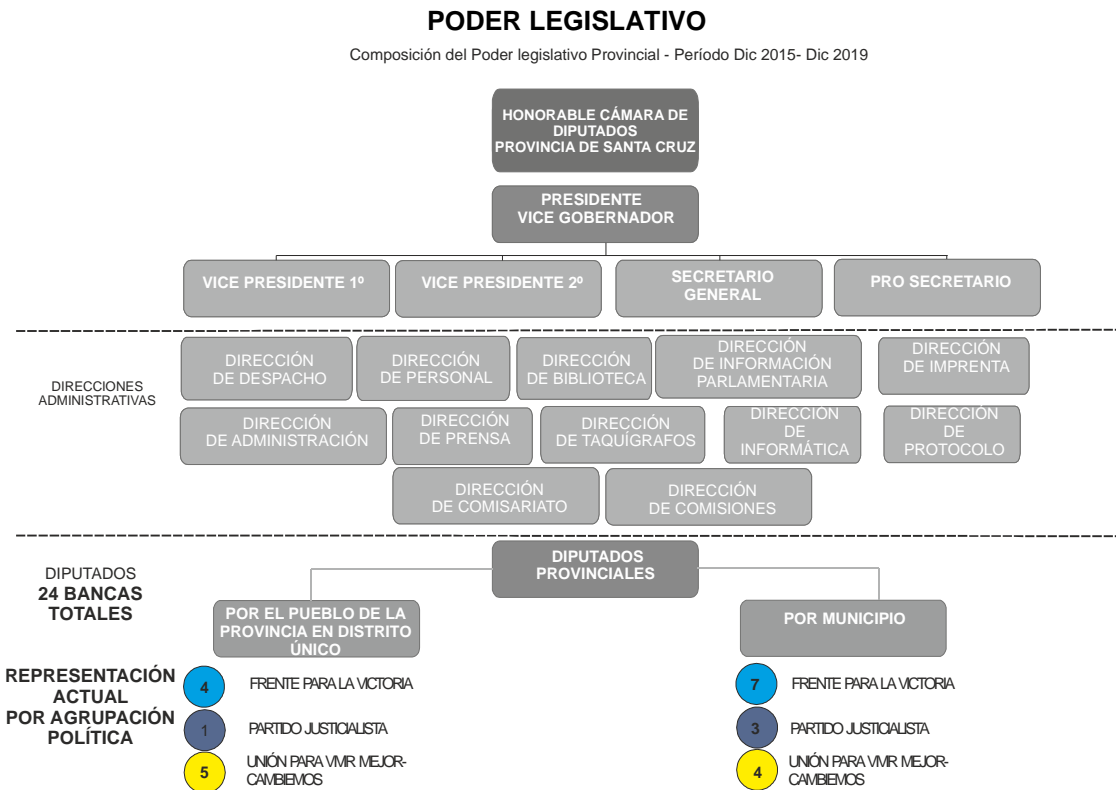 PODER LEGISLATIVO
Composición del Poder legislativo Provincial - Período Dic 2015- Dic 2019
HONORABLE CÁMARA DE
DIPUTADOS
PROVINCIA DE SANTA CRUZ
PRESIDENTE
VICE GOBERNADOR
VICE PRESIDENTE 1º
VICE PRESIDENTE 2º
SECRETARIO
GENERAL
PRO SECRETARIO
DIRECCIONES
ADMINISTRATIVAS
DIRECCIÓN
DE DESPACHO
DIRECCIÓN
DE PERSONAL
DIRECCIÓN
DE BIBLIOTECA
DIRECCIÓN
DE INFORMACIÓN
PARLAMENTARIA
DIRECCIÓN
DE IMPRENTA
DIRECCIÓN
DE ADMINISTRACIÓN
DIRECCIÓN
DE PRENSA
DIRECCIÓN
DE TAQUÍGRAFOS
DIRECCIÓN
DE
INFORMÁTICA
DIRECCIÓN
DE
PROTOCOLO
DIRECCIÓN
DE COMISARIATO
DIRECCIÓN
DE COMISIONES
DIPUTADOS
24 BANCAS
TOTALES
DIPUTADOS
PROVINCIALES
POR EL PUEBLO DE LA
PROVINCIA EN DISTRITO
ÚNICO
POR MUNICIPIO
REPRESENTACIÓN
ACTUAL
POR AGRUPACIÓN
POLÍTICA
4 FRENTE PARA LA VICTORIA
1 PARTIDO JUSTICIALISTA
5 UNIÓN PARA VIVIR MEJOR-
CAMBIEMOS
7 FRENTE PARA LA VICTORIA
3 PARTIDO JUSTICIALISTA
4 UNIÓN PARA VIVIR MEJOR-
CAMBIEMOS